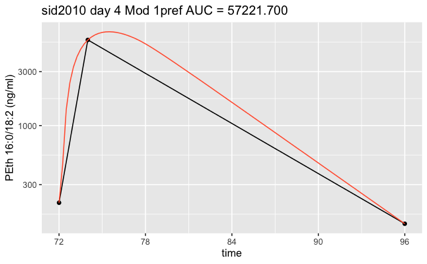 sid2010 day 4 Mod 1pref AUC = 57221.700
3000
1000
300
PEth 16:0/18:2 (ng/ml)
72 78 84 90 96
time